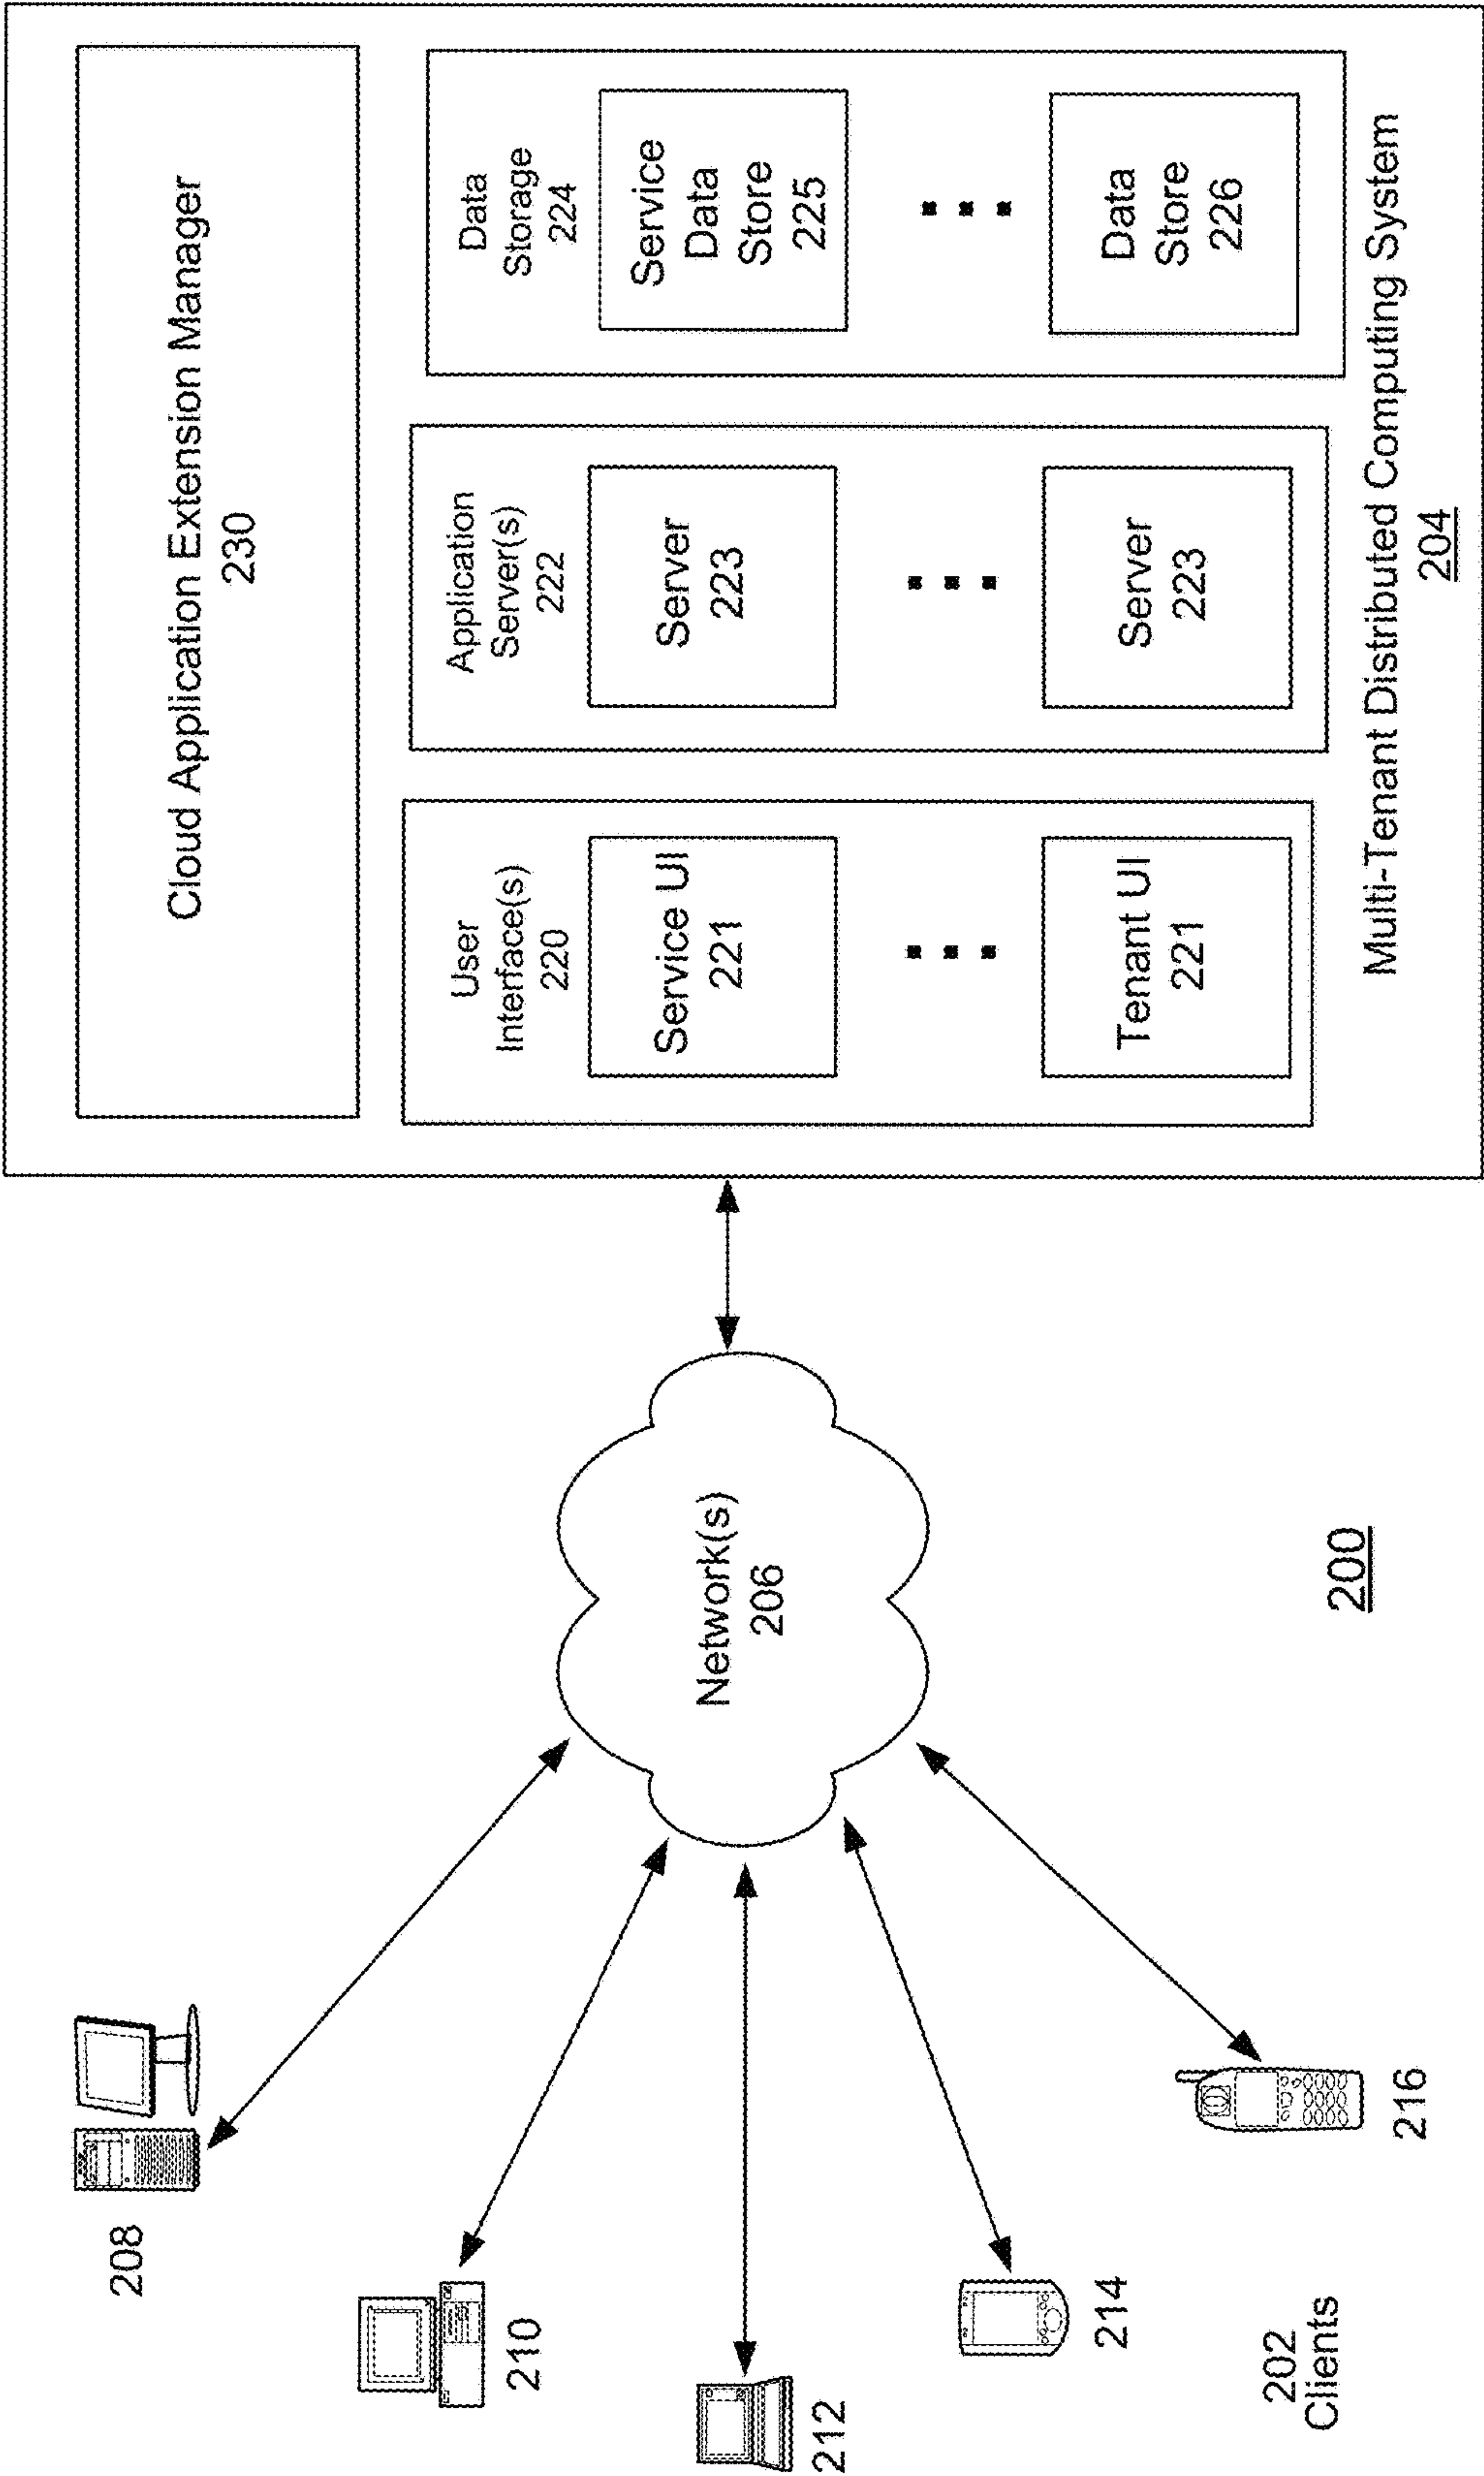 208
210
212
214
216
202
Clients
Network(s)
206
200
Cloud Application Extension Manager
230
User
Interface(s)
220
Service UI
221
Tenant UI
221
Application
Server(s)
222
Server
223
Server
223
Data
Storage
224
Service
Data
Store
225
Data
Store
226
Multi-Tenant Distributed Computing System
204